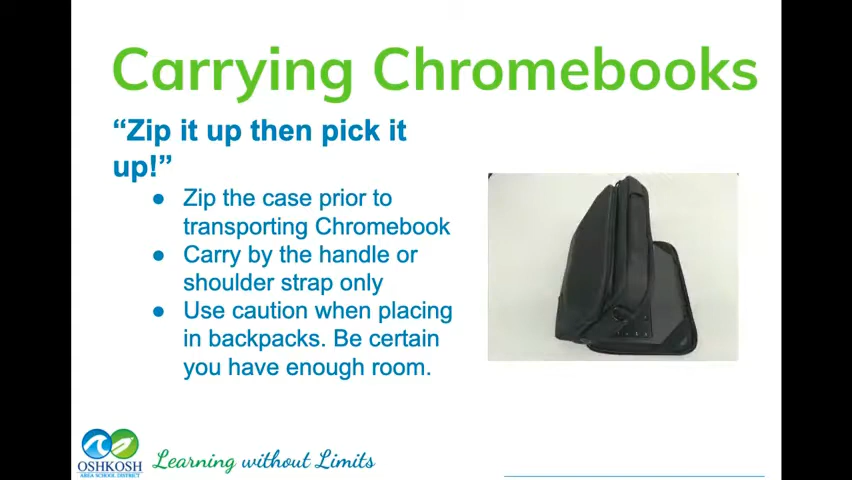 Carrying Chromebooks
“Zip it up then pick it
up!”
● Zip the case prior to
transporting Chromebook
● Carry by the handle or
shoulder strap only
● Use caution when placing
in backpacks. Be certain
you have enough room.
OSHKOSH
AREA SCHOOL DISTRICT
Learning without Limits